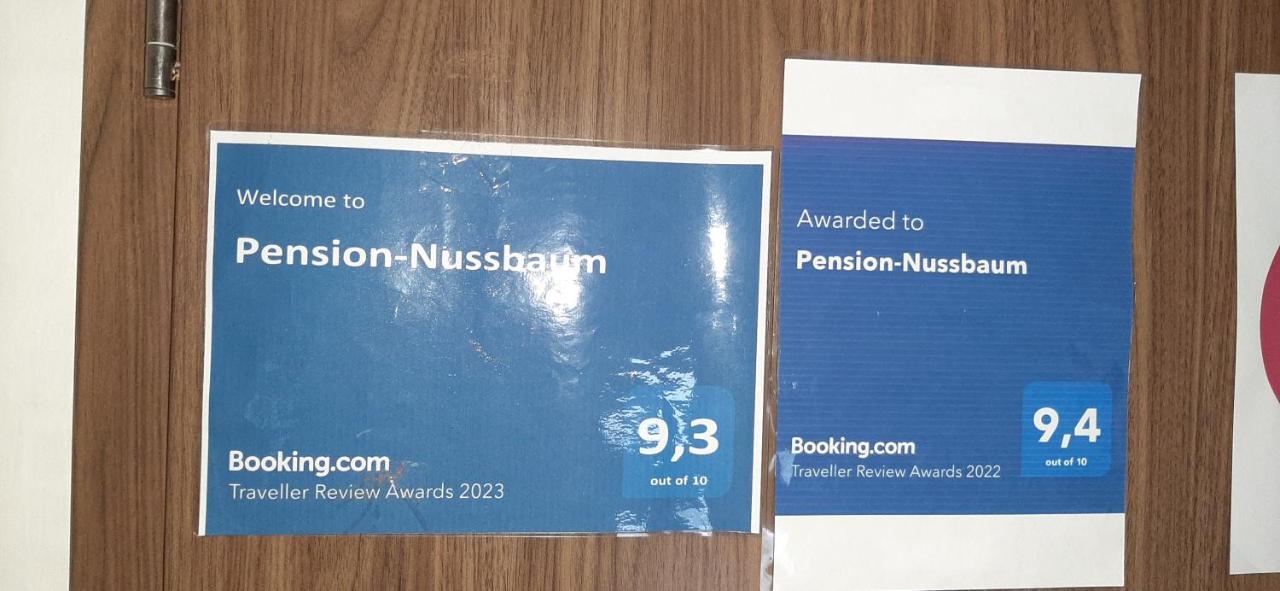 Welcome to
Pension-Nussbaum
9,3
out of 10
Booking.com
Traveller Review Awards 2023
Awarded to
Pension-Nussbaum
9,4
out of 10
Booking.com
Traveller Review Awards 2022